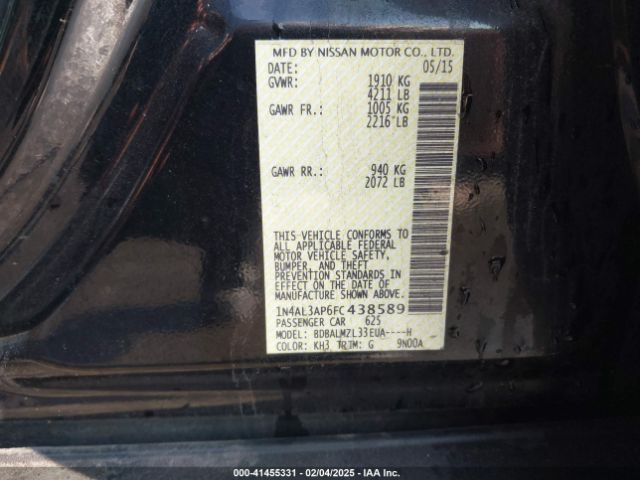 MFD BY NISSAN MOTOR CO., LTD.
DATE: 05/15
GVWR: 1910 KG
4211 LB
GAWR FR.: 1005 KG
2216 LB
GAWR RR.: 940 KG
2072 LB
THIS VEHICLE CONFORMS TO
ALL APPLICABLE FEDERAL
MOTOR VEHICLE SAFETY,
BUMPER, AND THEFT
PREVENTION STANDARDS IN
EFFECT ON THE DATE OF
MANUFACTURE SHOWN ABOVE.
1N4AL3AP6FC438589
PASSENGER CAR 625
MODEL: BDBALMZL33EUA----H
COLOR: KH3 TRIM: G 9N00A
000-41455331 - 02/04/2025 - IAA Inc.